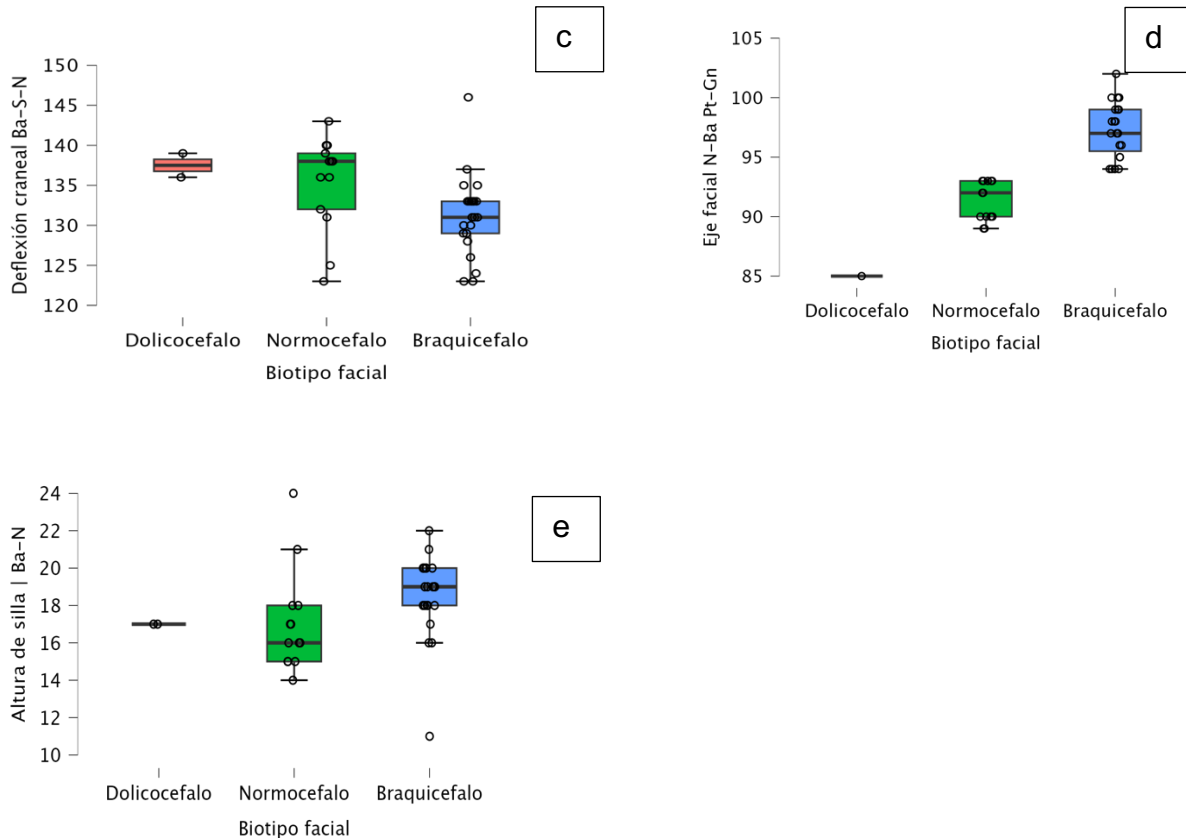 c
Deflexión craneal Ba-S-N
150
145
140
135
130
125
120
Dolicocefalo Normocefalo Braquicefalo
Biotipo facial
d
Eje facial N-Ba Pt-Gn
105
100
95
90
85
Dolicocefalo Normocefalo Braquicefalo
Biotipo facial
e
Altura de silla | Ba-N
24
22
20
18
16
14
12
10
Dolicocefalo Normocefalo Braquicefalo
Biotipo facial